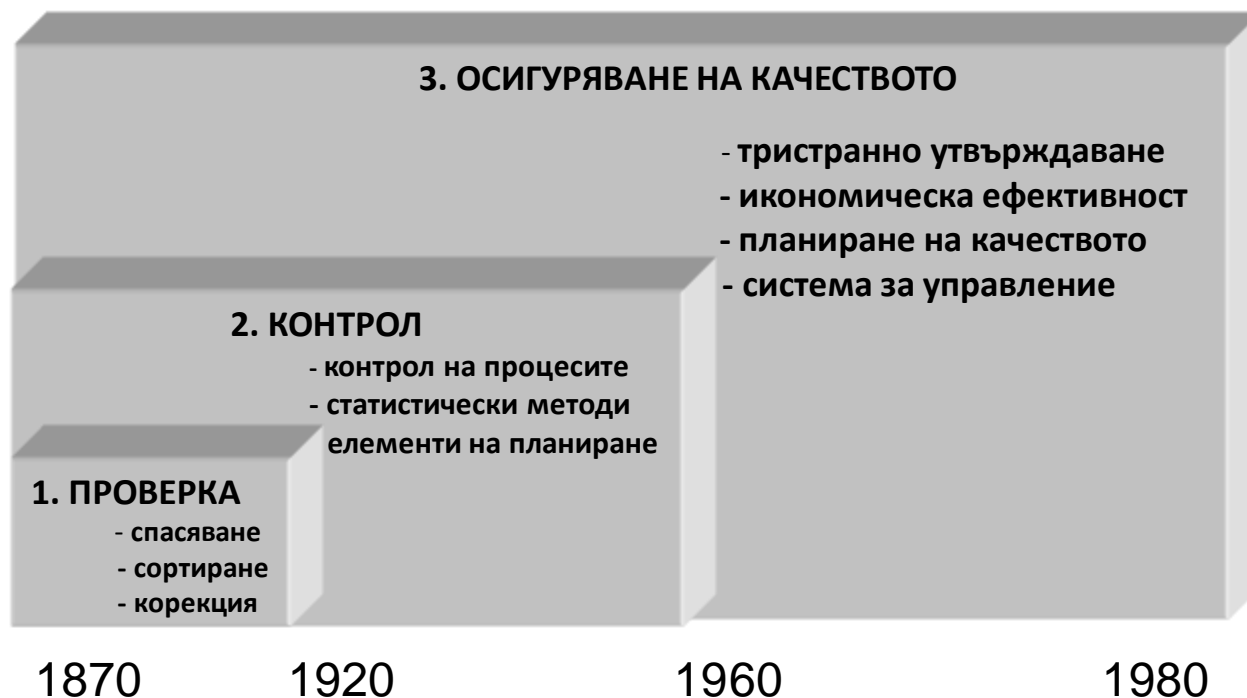 3. ОСИГУРЯВАНЕ НА КАЧЕСТВОТО
- тристранно утвърждаване
- икономическа ефективност
- планиране на качеството
- система за управление
2. КОНТРОЛ
- контрол на процесите
- статистически методи
елементи на планиране
1. ПРОВЕРКА
- спасяване
- сортиране
- корекция
1870 1920 1960 1980